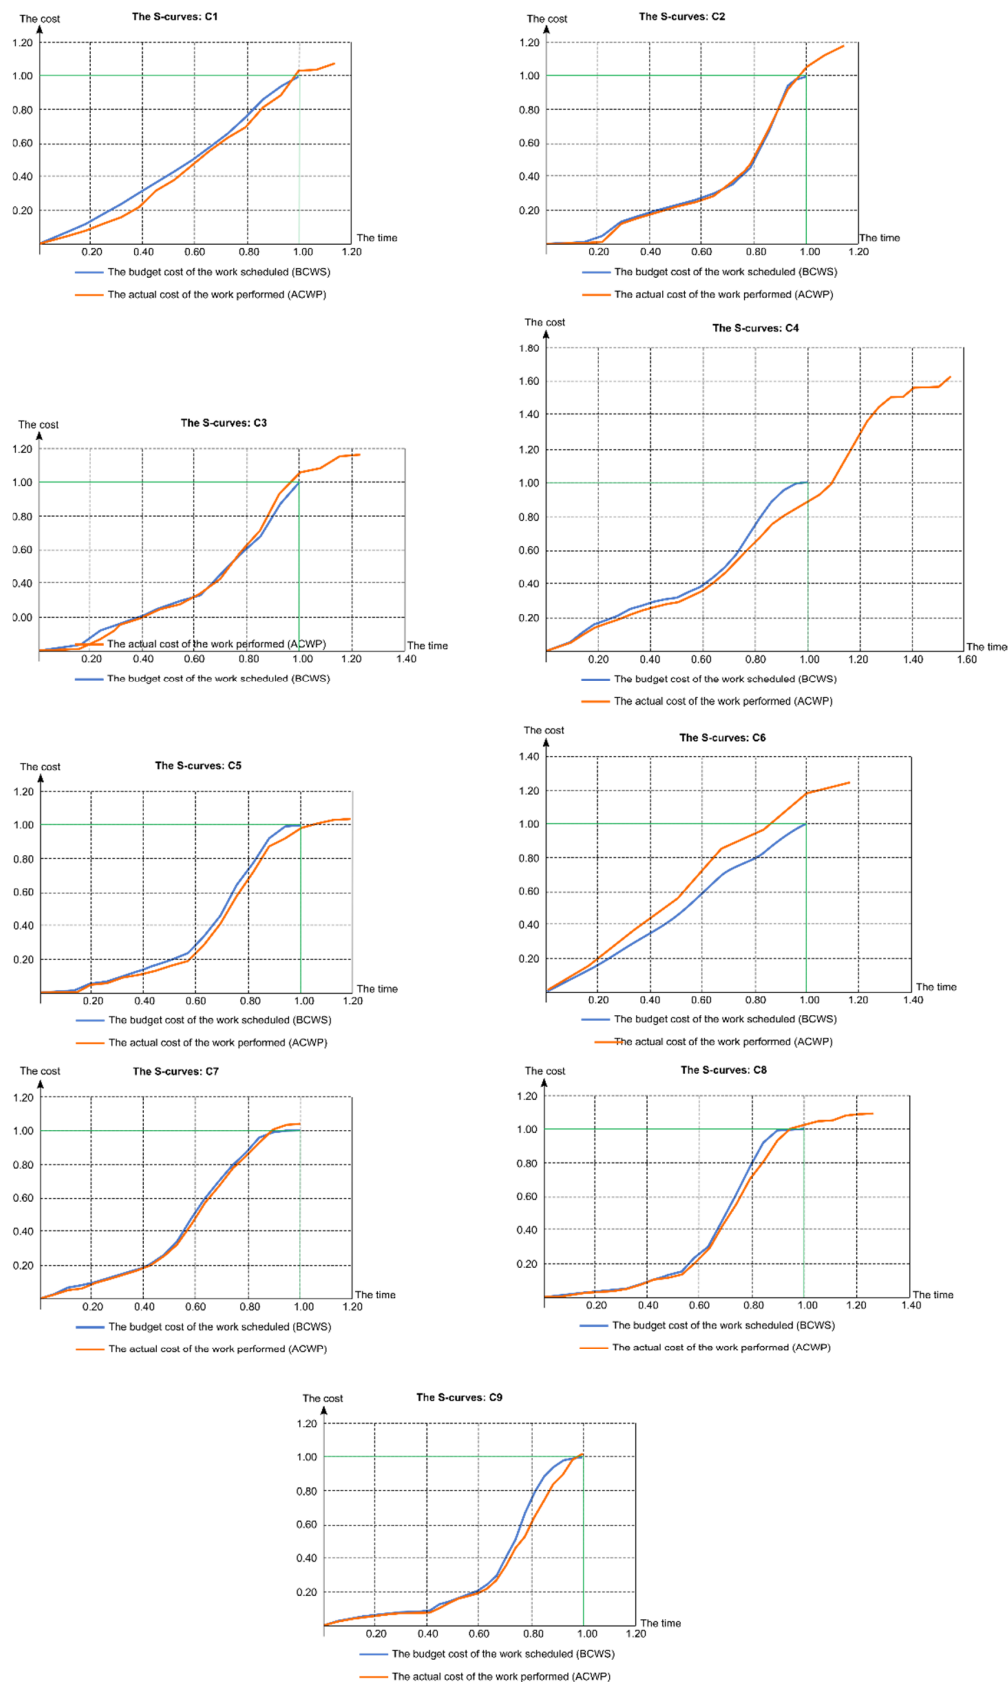 The cost
The S-curves: C1
1.20
1.00
0.80
0.60
0.40
0.20
0.20 0.40 0.60 0.80 1.00 1.20
The time
The budget cost of the work scheduled (BCWS)
The actual cost of the work performed (ACWP)
The cost
The S-curves: C2
1.20
1.00
0.80
0.60
0.40
0.20
0.20 0.40 0.60 0.80 1.00 1.20
The time
The budget cost of the work scheduled (BCWS)
The actual cost of the work performed (ACWP)
The cost
The S-curves: C3
1.20
1.00
0.80
0.60
0.40
0.00
0.20 0.40 0.60 0.80 1.00 1.20 1.40
The time
The actual cost of the work performed (ACWP)
The budget cost of the work scheduled (BCWS)
The cost
The S-curves: C4
1.80
1.60
1.40
1.20
1.00
0.80
0.60
0.40
0.20
0.20 0.40 0.60 0.80 1.00 1.20 1.40 1.60
The time
The budget cost of the work scheduled (BCWS)
The actual cost of the work performed (ACWP)
The cost
The S-curves: C5
1.20
1.00
0.80
0.60
0.40
0.20
0.20 0.40 0.60 0.80 1.00 1.20
The time
The budget cost of the work scheduled (BCWS)
The actual cost of the work performed (ACWP)
The cost
The S-curves: C6
1.40
1.20
1.00
0.80
0.60
0.40
0.20
0.20 0.40 0.60 0.80 1.00 1.20 1.40
The time
The budget cost of the work scheduled (BCWS)
The actual cost of the work performed (ACWP)
The cost
The S-curves: C7
1.20
1.00
0.80
0.60
0.40
0.20
0.20 0.40 0.60 0.80 1.00 1.20
The time
The budget cost of the work scheduled (BCWS)
The actual cost of the work performed (ACWP)
The cost
The S-curves: C8
1.20
1.00
0.80
0.60
0.40
0.20
0.20 0.40 0.60 0.80 1.00 1.20 1.40
The time
The budget cost of the work scheduled (BCWS)
The actual cost of the work performed (ACWP)
The cost
The S-curves: C9
1.20
1.00
0.80
0.60
0.40
0.20
0.20 0.40 0.60 0.80 1.00 1.20
The time
The budget cost of the work scheduled (BCWS)
The actual cost of the work performed (ACWP)